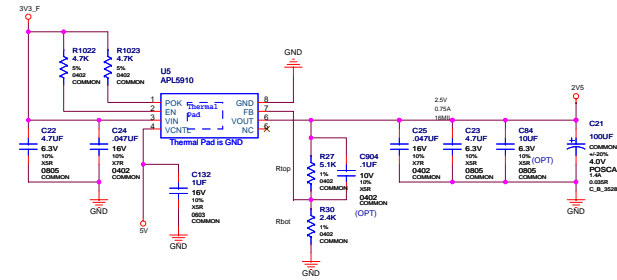 3V3_F
R1022
4.7K
5%
0402
COMMON
R1023
4.7K
5%
0402
COMMON
U5
APL5910
1
2
3
4
POK
EN
VIN
VCNTL
Thermal
Pad
GND
FB
VOUT
NC
8
7
6
5
Thermal Pad is GND
GND
C22
4.7UF
6.3V
10%
X5R
0805
COMMON
C24
.047UF
16V
10%
X7R
0402
COMMON
GND
C132
1UF
16V
10%
X5R
0603
COMMON
5V
GND
Rtop
R27
5.1K
1%
0402
COMMON
C904
.1UF
10V
10%
X5R
0402
COMMON
(OPT)
Rbot
R30
2.4K
1%
0402
COMMON
GND
2.5V
0.75A
16MIL
C25
.047UF
16V
10%
X7R
0402
COMMON
C23
4.7UF
6.3V
10%
X5R
0805
COMMON
C84
10UF
6.3V
10%
X5R
0805
COMMON
(OPT)
2V5
C21
100UF
COMMON
+/-20%
4.0V
POSCA
1.4A
0.035R
C_B_3528
GND
GND